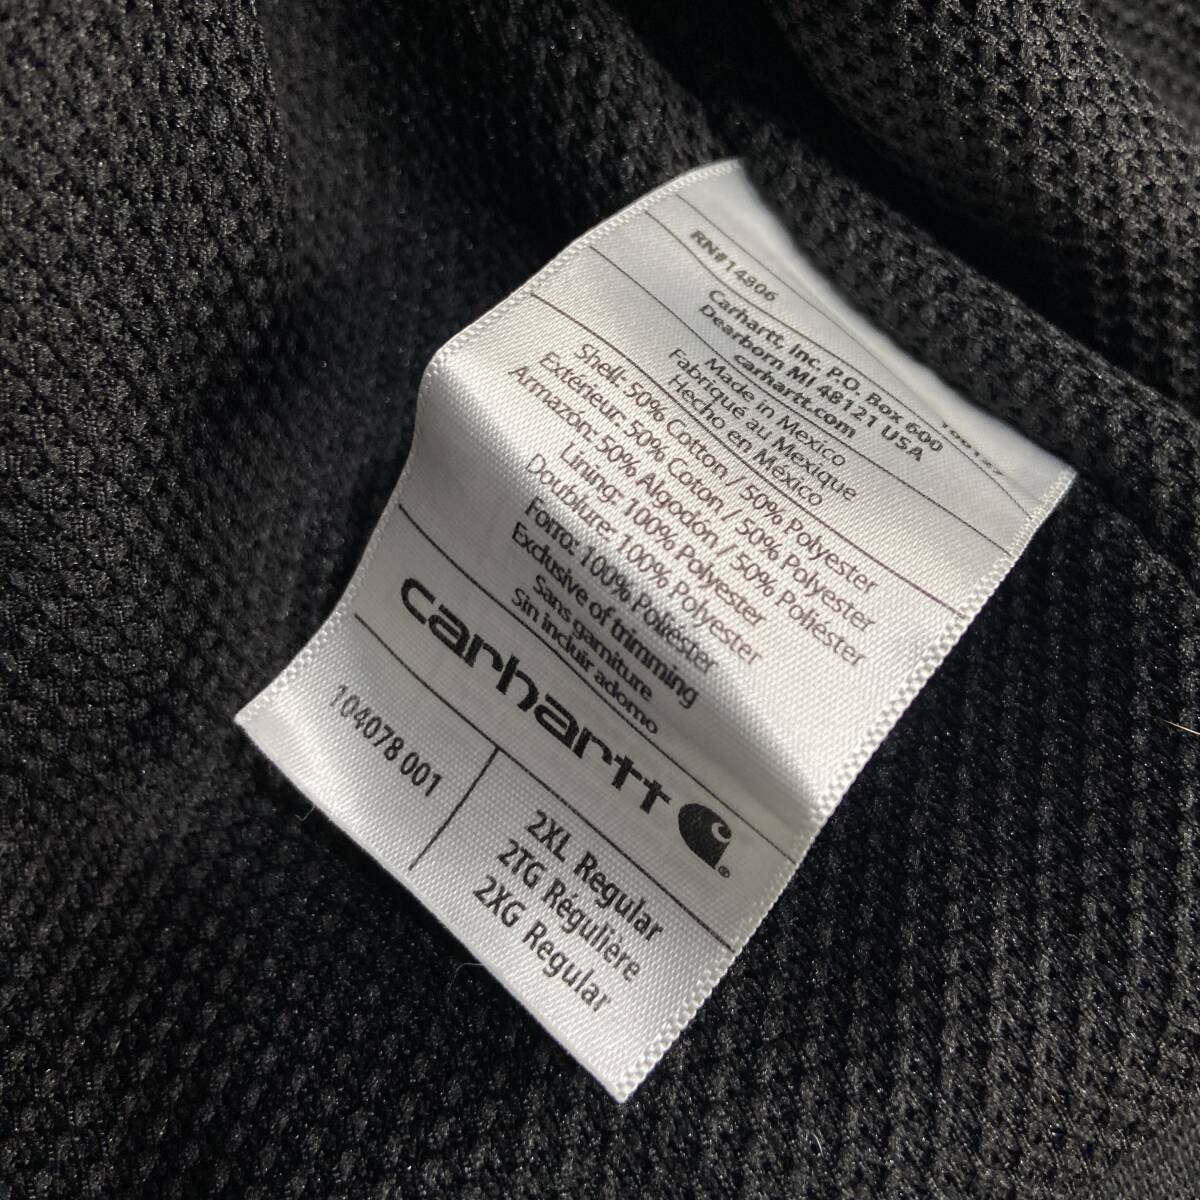 RN#14806
Carhartt, Inc. P.O. Box 600
Dearborn MI 48121 USA
carhartt.com
Made in Mexico
Fabriqué au Mexique
Hecho en México
Shell: 50% Cotton / 50% Polyester
Extérieur: 50% Coton / 50% Polyester
Armazón: 50% Algodón / 50% Poliester
Lining: 100% Polyester
Doublure: 100% Polyester
Forro: 100% Poliester
Exclusive of trimming
Sans garniture
Sin incluir adorno
carhartt
104078 001
2XL Regular
2TG Régulière
2XG Regular